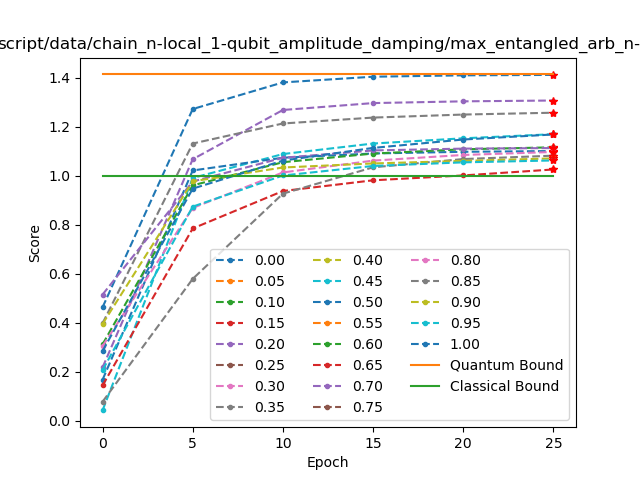 script/data/chain_n-local_1-qubit_amplitude_damping/max_entangled_arb_n-
1.4
1.2
1.0
0.8
0.6
0.4
0.2
0.0
Score
0.00 0.40 0.80
0.05 0.45 0.85
0.10 0.50 0.90
0.15 0.55 0.95
0.20 0.60 1.00
0.25 0.65 Quantum Bound
0.30 0.70 Classical Bound
0.35 0.75
0 5 10 15 20 25
Epoch